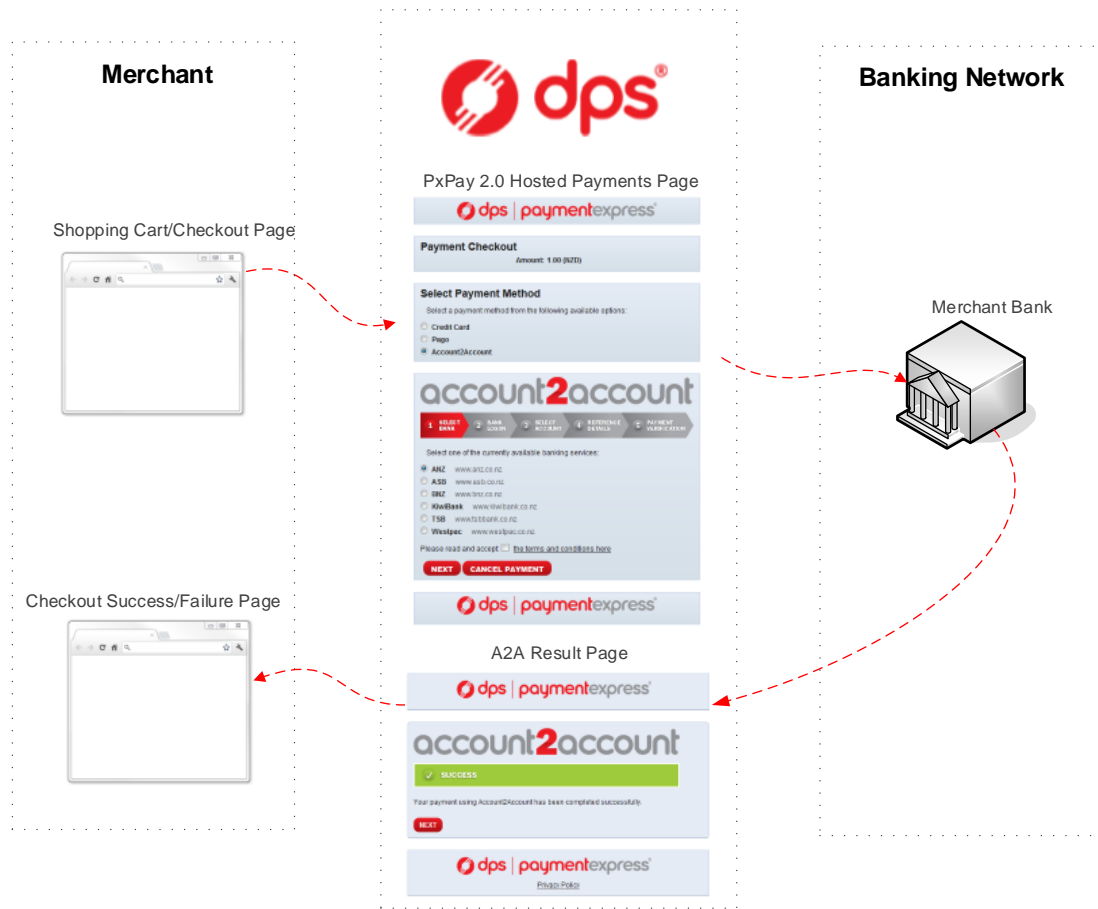 Merchant
Shopping Cart/Checkout Page
Checkout Success/Failure Page
dps®
PxPay 2.0 Hosted Payments Page
dps | paymentexpress
Payment Checkout
Amount: 1.00 (NZD)
Select Payment Method
Select a payment method from the following available options:
Credit Card
Pago
Account2Account
account2account
1 SELECT BANK 2 BANK LOGON 3 SELECT ACCOUNT 4 REFERENCE DETAILS 5 PAYMENT VERIFICATION
Select one of the currently available banking services:
ANZ www.anz.co.nz
ASB www.asb.co.nz
BNZ www.bnz.co.nz
KiwiBank www.kiwibank.co.nz
TSB www.tsbbank.co.nz
Westpac www.westpac.co.nz
Please read and accept the terms and conditions here
NEXT CANCEL PAYMENT
dps | paymentexpress
A2A Result Page
dps | paymentexpress
account2account
SUCCESS
Your payment using Account2Account has been completed successfully.
NEXT
dps | paymentexpress
Privacy Policy
Banking Network
Merchant Bank